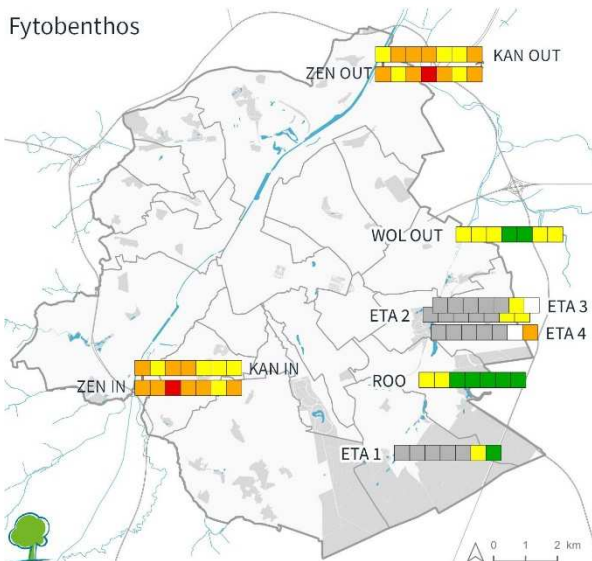 Fytobenthos
KAN OUT
ZEN OUT
WOL OUT
ETA 3
ETA 2
ETA 4
KAN IN
ZEN IN
ROO
ETA 1
0 1 2 km